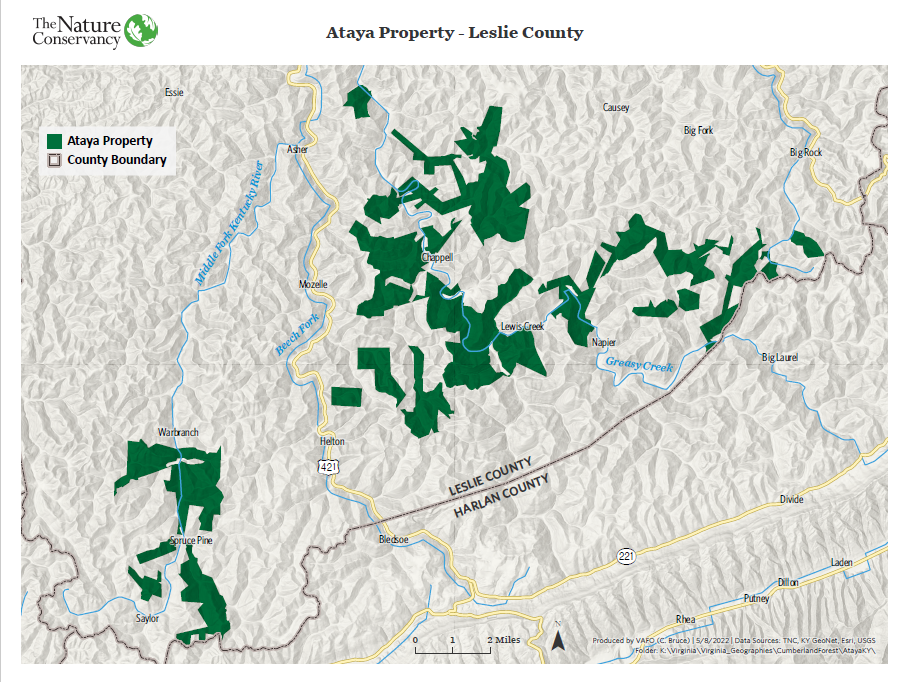 The Nature
Conservancy
Ataya Property - Leslie County
Essie
Causey
Big Fork
Ataya Property
County Boundary
Asher
Big Rock
Middle Fork Kentucky River
Chappell
Mozelle
Beech Fork
Lewis Creek
Napier
Big Laurel
Greasy Creek
Warbranch
Helton
421
LESLIE COUNTY
HARLAN COUNTY
Divide
Spruce Pine
Bledsoe
221
Laden
Dillon
Putney
Saylor
Rhea
0 1 2 Miles
N
Produced by VAFO (C. Bruce) | 5/8/2022 | Data Sources: TNC, KY GeoNet, Esri, USGS
Folder: K:\Virginia\Virginia_Geographies\CumberlandForest\AtayaKY\